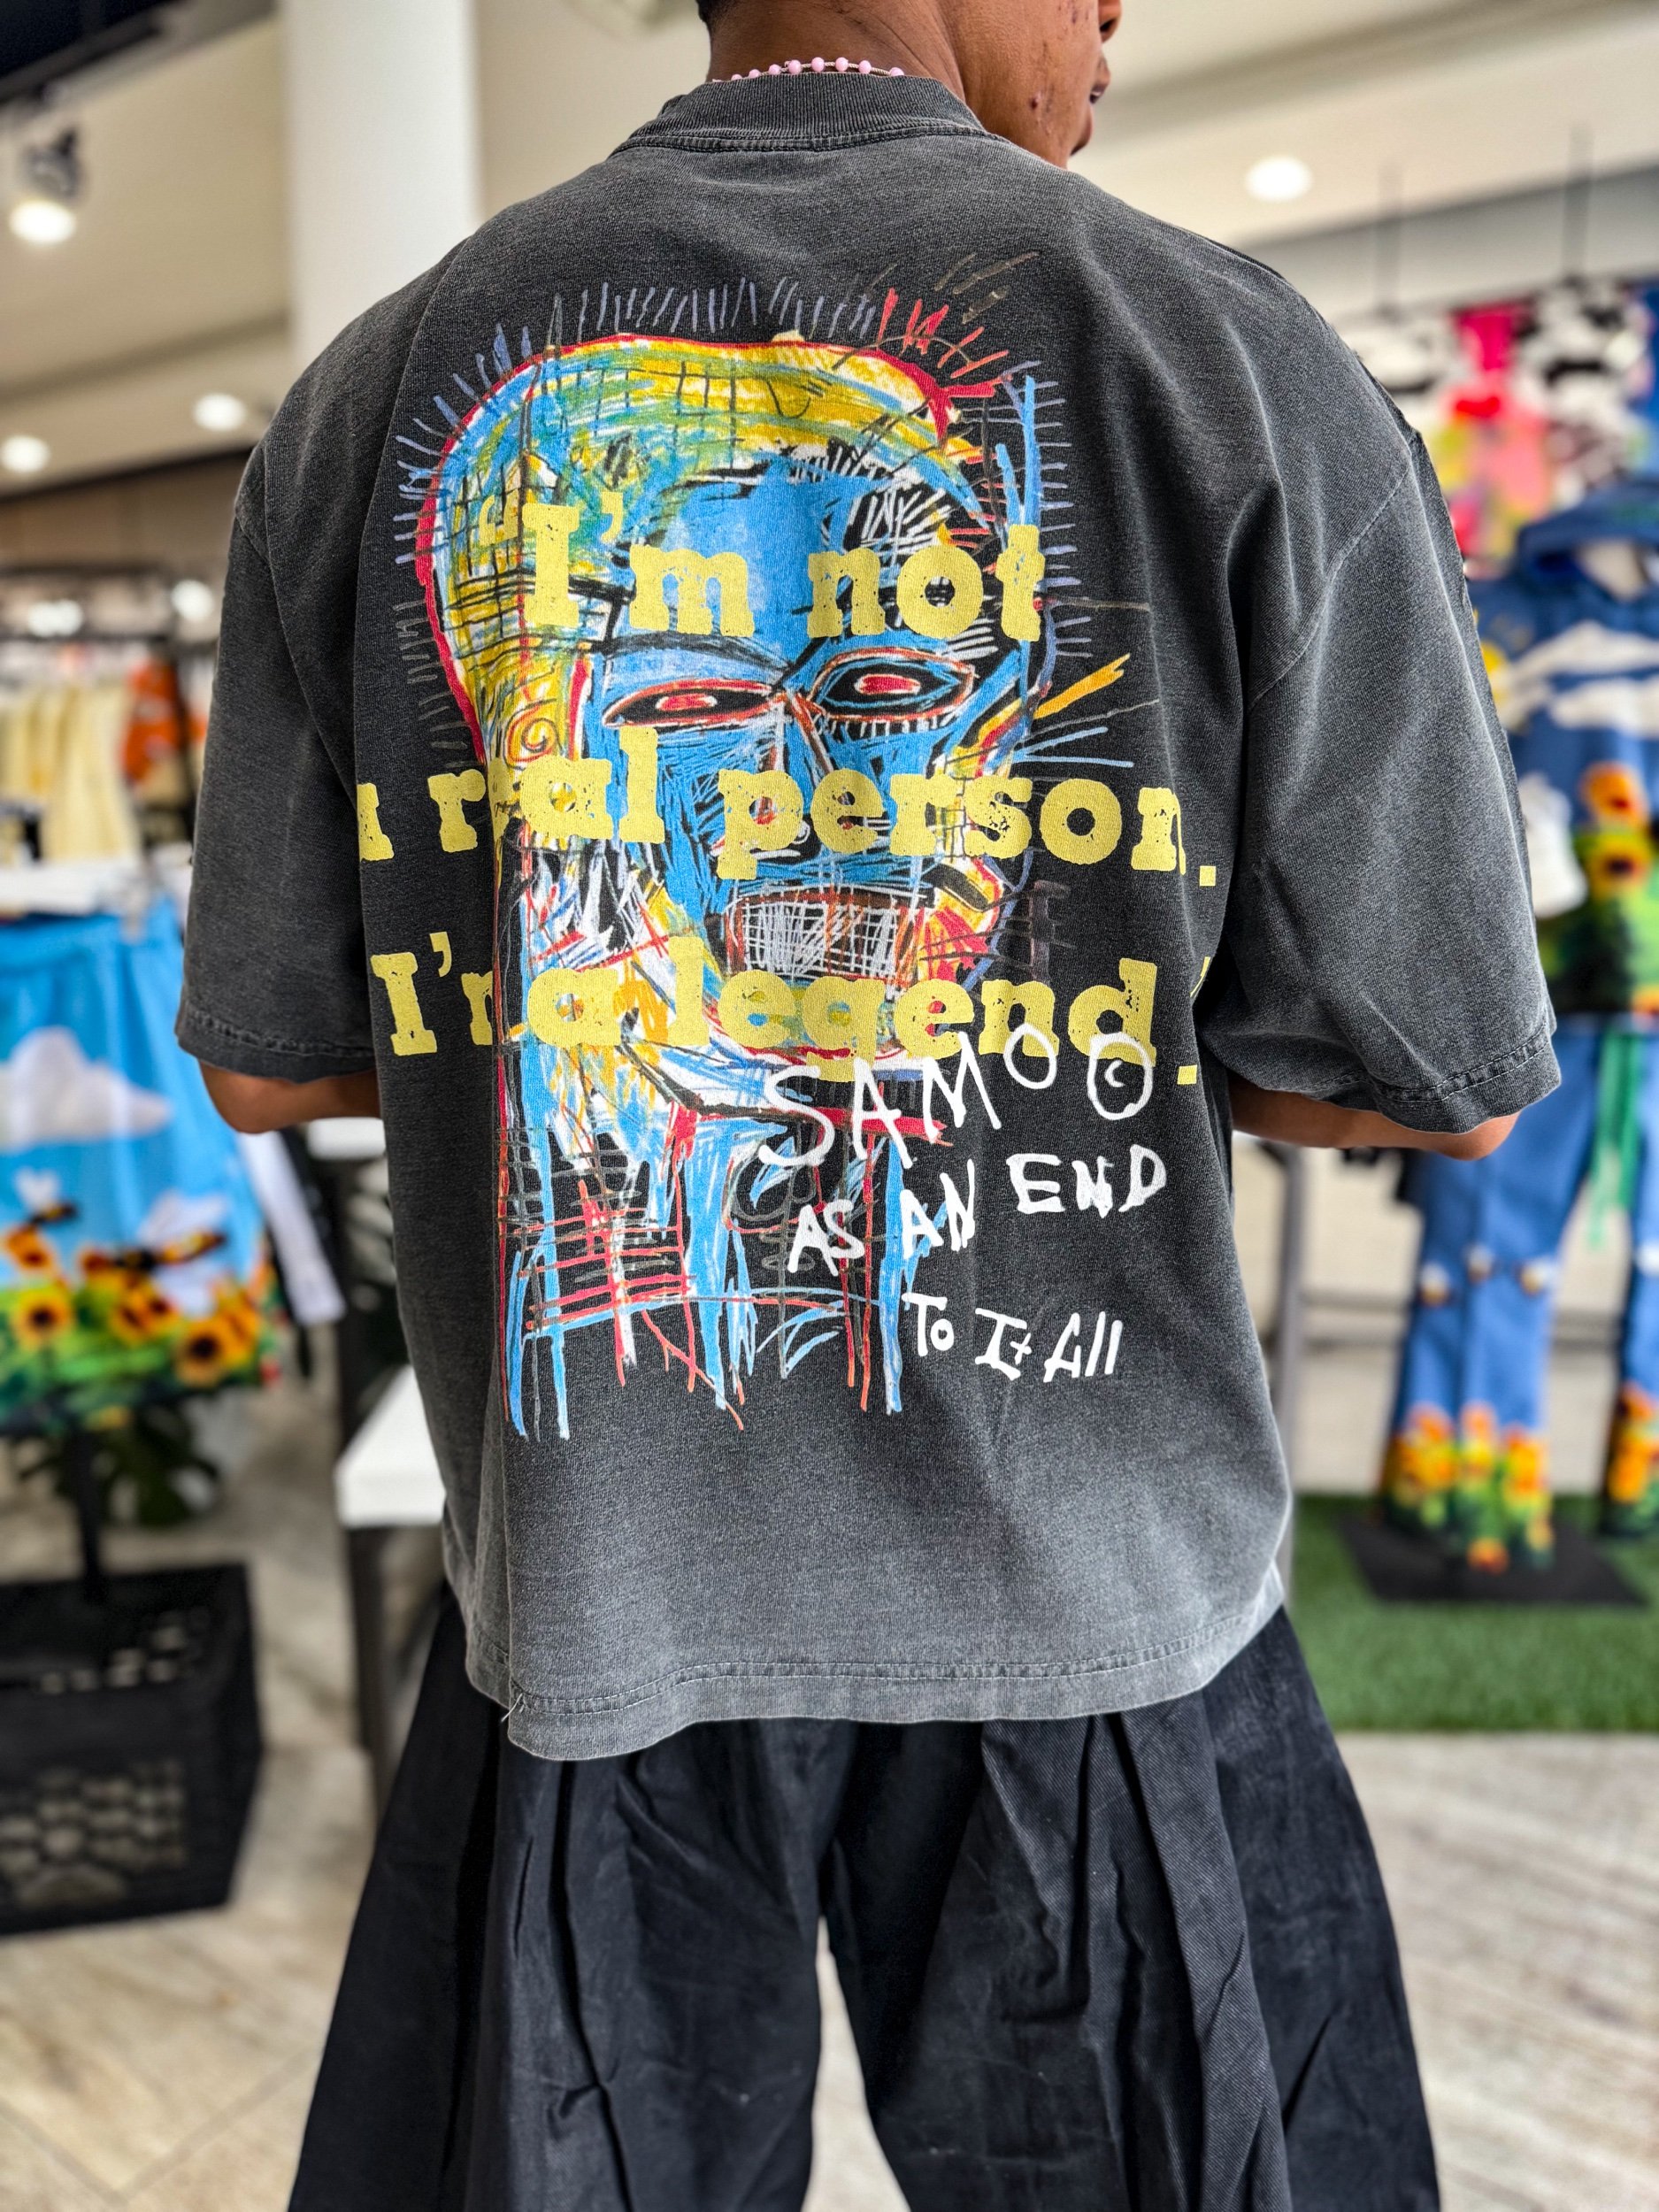 "I'm not
a real person.
I'm a legend."
SAMO©
AS AN END
To It All